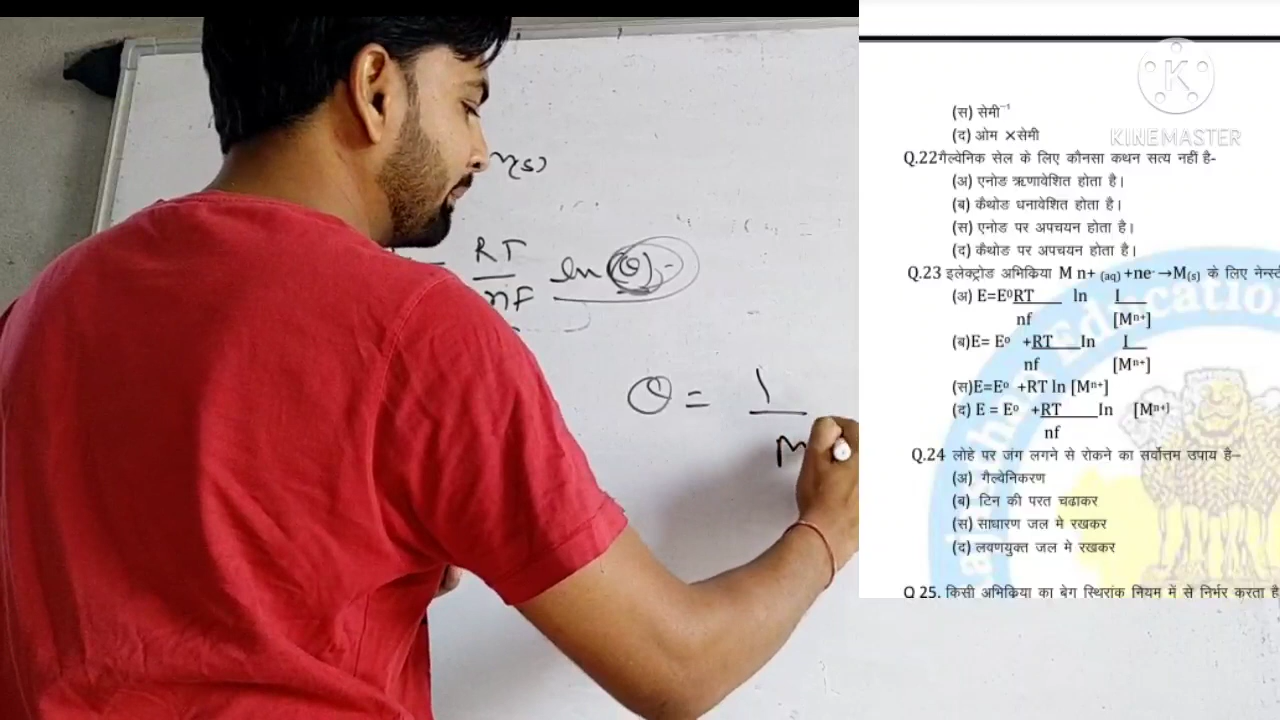 M(s)
RT
nF ln(Q)
Q = 1
M
(स) सेमी⁻¹
(द) ओम ×सेमी
Q.22गैल्वेनिक सेल के लिए कौनसा कथन सत्य नहीं है-
(अ) एनोड ऋणावेशित होता है।
(ब) कैथोड धनावेशित होता है।
(स) एनोड पर अपचयन होता है।
(द) कैथोड पर अपचयन होता है।
Q.23 इलेक्ट्रोड अभिक्रिया M n+ (aq) +ne⁻→M(s) के लिए
(अ) E=E⁰RT ln 1
nf [Mⁿ⁺]
(ब)E= E⁰ +RT ln 1
nf [Mⁿ⁺]
(स)E=E⁰ +RT ln [Mⁿ⁺]
(द) E = E⁰ +RT ln [Mⁿ⁺]
nf
Q.24 लोहे पर जंग लगने से रोकने का सर्वोत्तम उपाय है–
(अ) गैल्वेनिकरण
(ब) टिन की परत चढाकर
(स) साधारण जल मे रखकर
(द) लवणयुक्त जल मे रखकर
Q 25. किसी अभिक्रिया का बेग स्थिरांक नियम में से निर्भर करता है
K
KINEMASTER